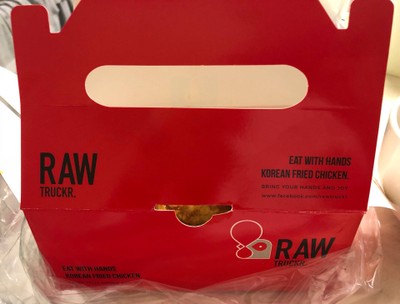 RAW
TRUCKR.
EAT WITH HANDS
KOREAN FRIED CHICKEN.
BRING YOUR HANDS AND
RAW
TRUCKR.
EAT WITH HANDS
KOREAN FRIED CHICKEN.